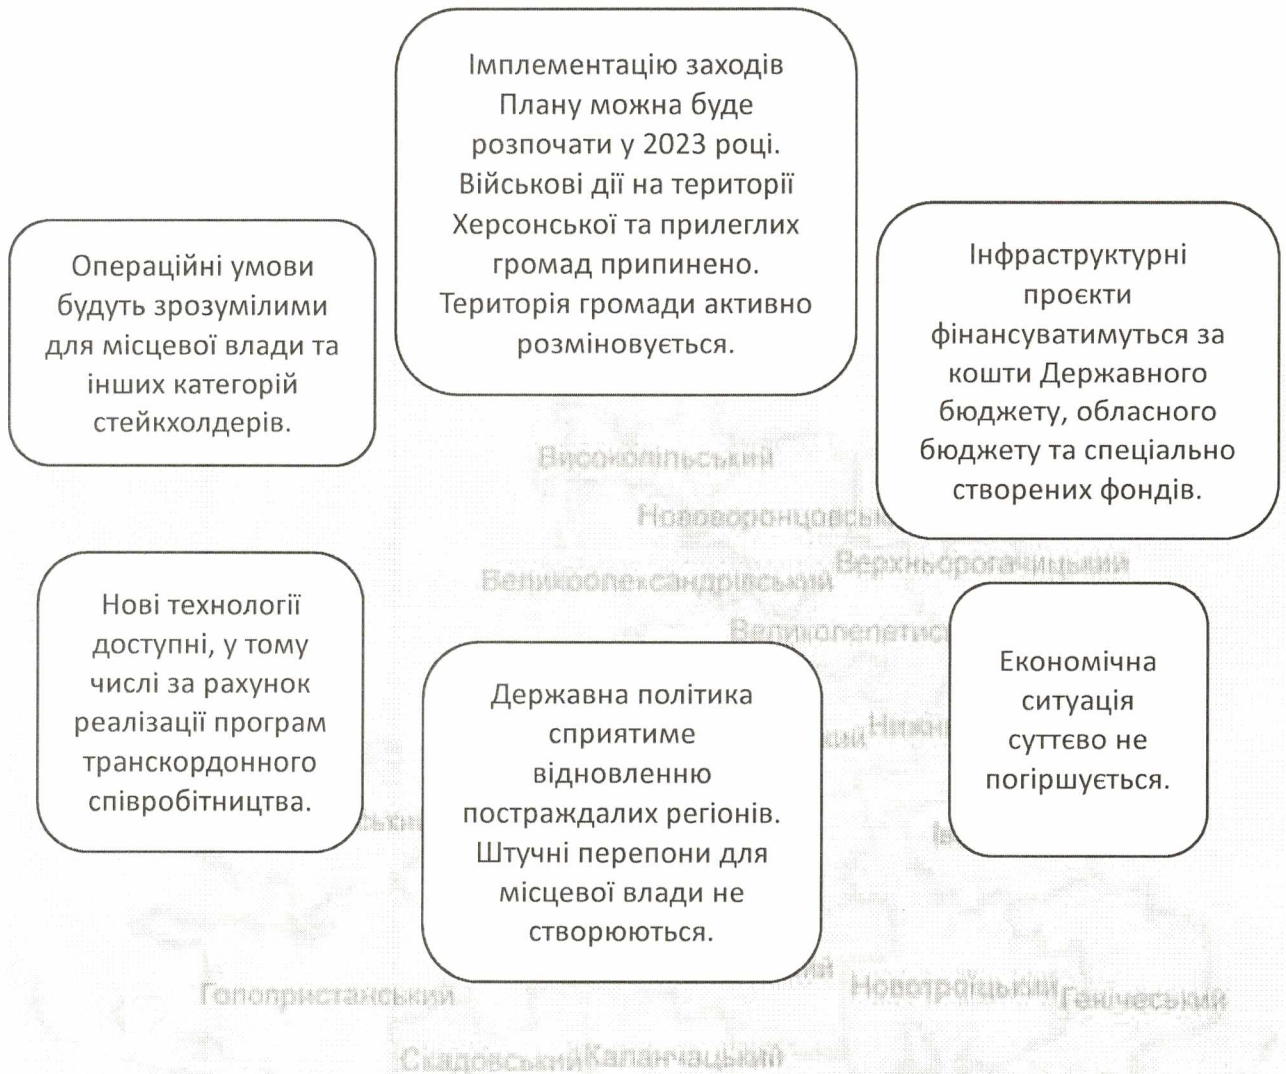 Імплементацію заходів
Плану можна буде
розпочати у 2023 році.
Військові дії на території
Херсонської та прилеглих
громад припинено.
Територія громади активно
розміновується.
Операційні умови
будуть зрозумілими
для місцевої влади та
інших категорій
стейкхолдерів.
Інфраструктурні
проєкти
фінансуватимуться за
кошти Державного
бюджету, обласного
бюджету та спеціально
створених фондів.
Високопільський
Верхньорогачицький
Великоолександрівський
Нові технології
доступні, у тому
числі за рахунок
реалізації програм
транскордонного
співробітництва.
Державна політика
сприятиме
відновленню
постраждалих регіонів.
Штучні перепони для
місцевої влади не
створюються.
Економічна
ситуація
суттєво не
погіршується.
Голопристанський
Новотроїцький
Генічеський
Скадовський
Каланчацький